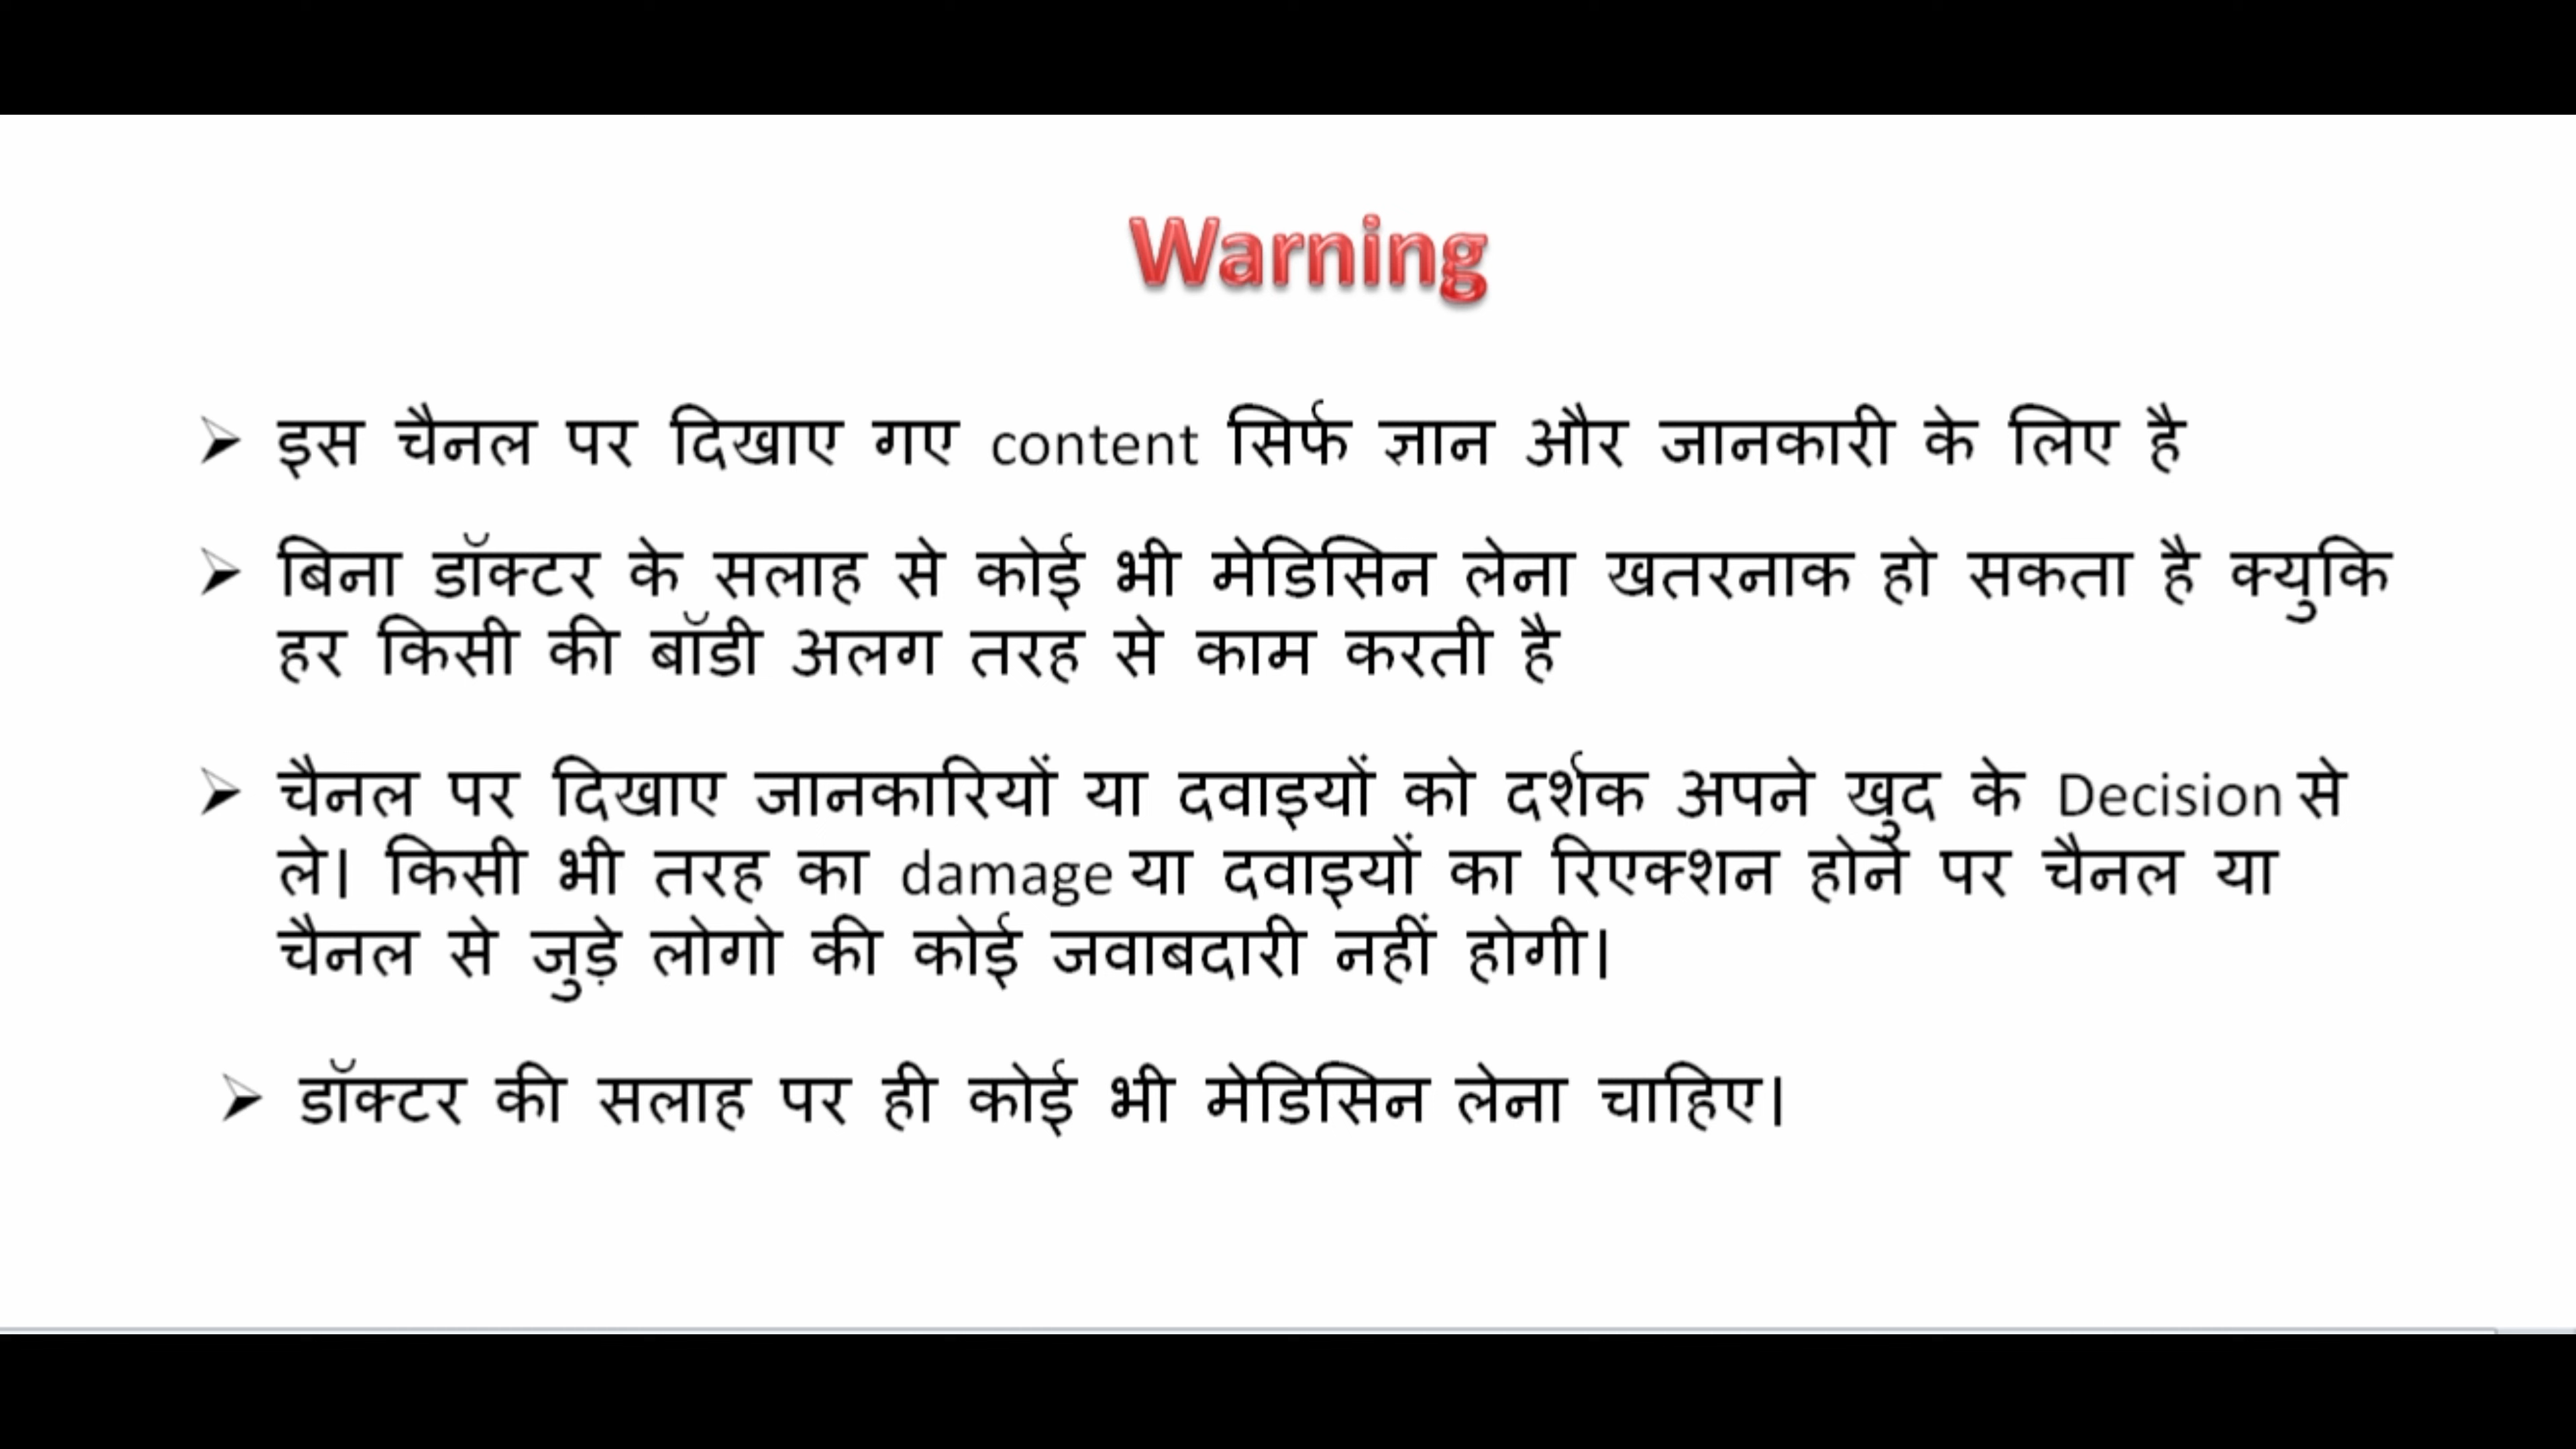 Warning
इस चैनल पर दिखाए गए content सिर्फ ज्ञान और जानकारी के लिए है
बिना डॉक्टर के सलाह से कोई भी मेडिसिन लेना खतरनाक हो सकता है क्युकि
हर किसी की बॉडी अलग तरह से काम करती है
चैनल पर दिखाए जानकारियों या दवाइयों को दर्शक अपने खुद के Decision से
ले। किसी भी तरह का damage या दवाइयों का रिएक्शन होने पर चैनल या
चैनल से जुड़े लोगो की कोई जवाबदारी नहीं होगी।
डॉक्टर की सलाह पर ही कोई भी मेडिसिन लेना चाहिए।